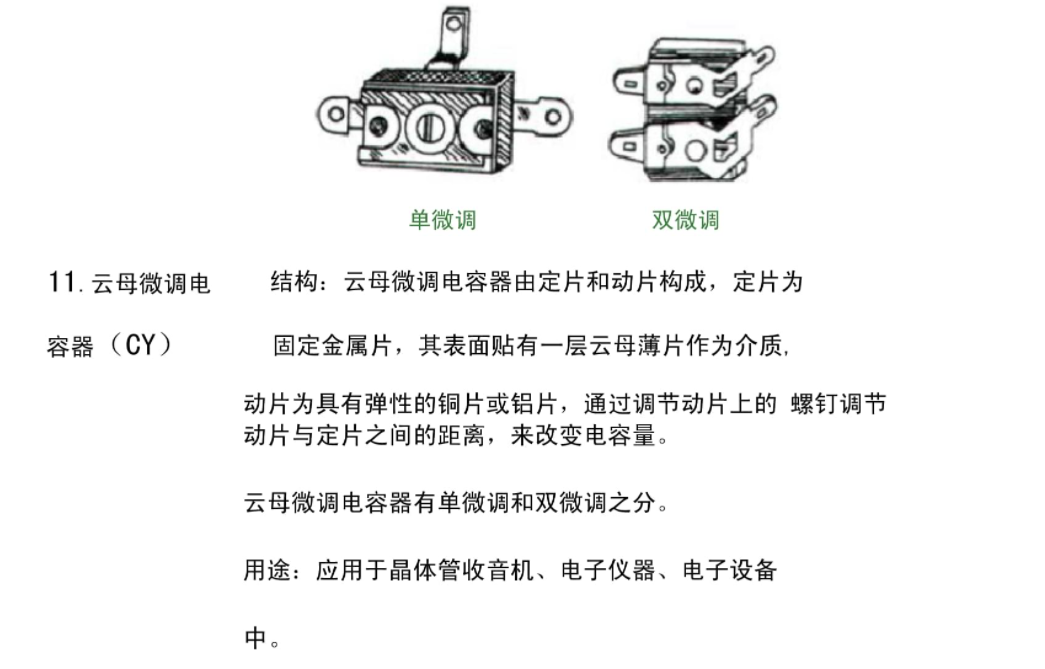 单微调 双微调
11. 云母微调电 结构：云母微调电容器由定片和动片构成，定片为
容器（CY） 固定金属片，其表面贴有一层云母薄片作为介质,
动片为具有弹性的铜片或铝片，通过调节动片上的 螺钉调节
动片与定片之间的距离，来改变电容量。
云母微调电容器有单微调和双微调之分。
用途：应用于晶体管收音机、电子仪器、电子设备
中。